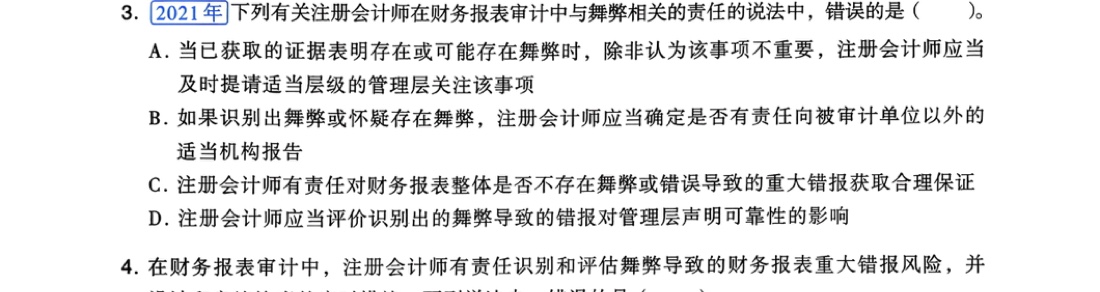 3. 2021年 下列有关注册会计师在财务报表审计中与舞弊相关的责任的说法中，错误的是（　　）。
A. 当已获取的证据表明存在或可能存在舞弊时，除非认为该事项不重要，注册会计师应当
及时提请适当层级的管理层关注该事项
B. 如果识别出舞弊或怀疑存在舞弊，注册会计师应当确定是否有责任向被审计单位以外的
适当机构报告
C. 注册会计师有责任对财务报表整体是否不存在舞弊或错误导致的重大错报获取合理保证
D. 注册会计师应当评价识别出的舞弊导致的错报对管理层声明可靠性的影响
4. 在财务报表审计中，注册会计师有责任识别和评估舞弊导致的财务报表重大错报风险，并